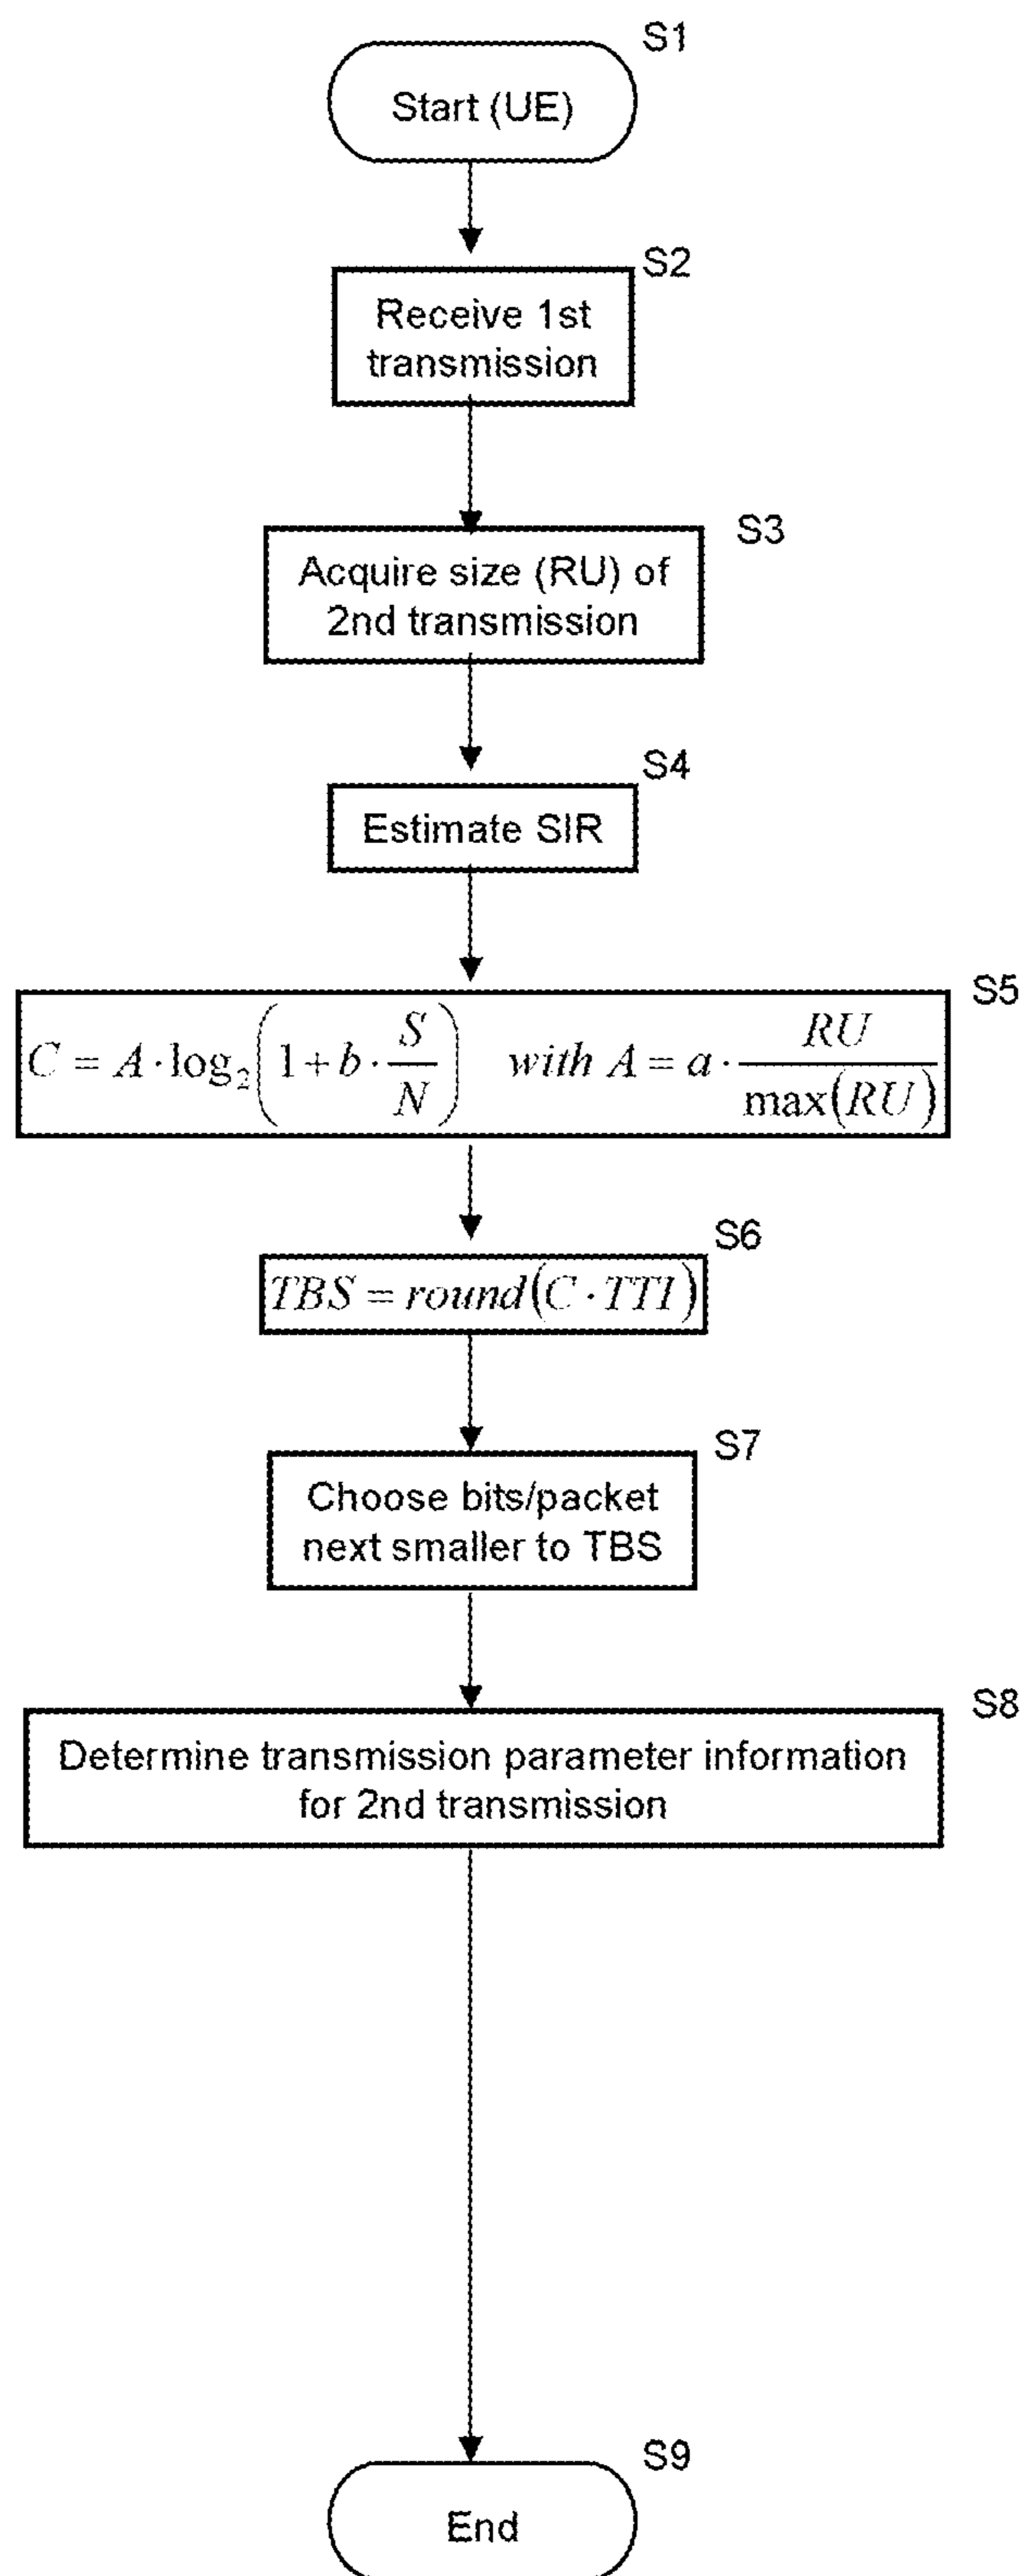 S1
Start (UE)
S2
Receive 1st
transmission
S3
Acquire size (RU) of
2nd transmission
S4
Estimate SIR
S5
C = A · log₂(1 + b · S/N) with A = a · RU/max(RU)
S6
TBS = round(C · TTI)
S7
Choose bits/packet
next smaller to TBS
S8
Determine transmission parameter information
for 2nd transmission
S9
End